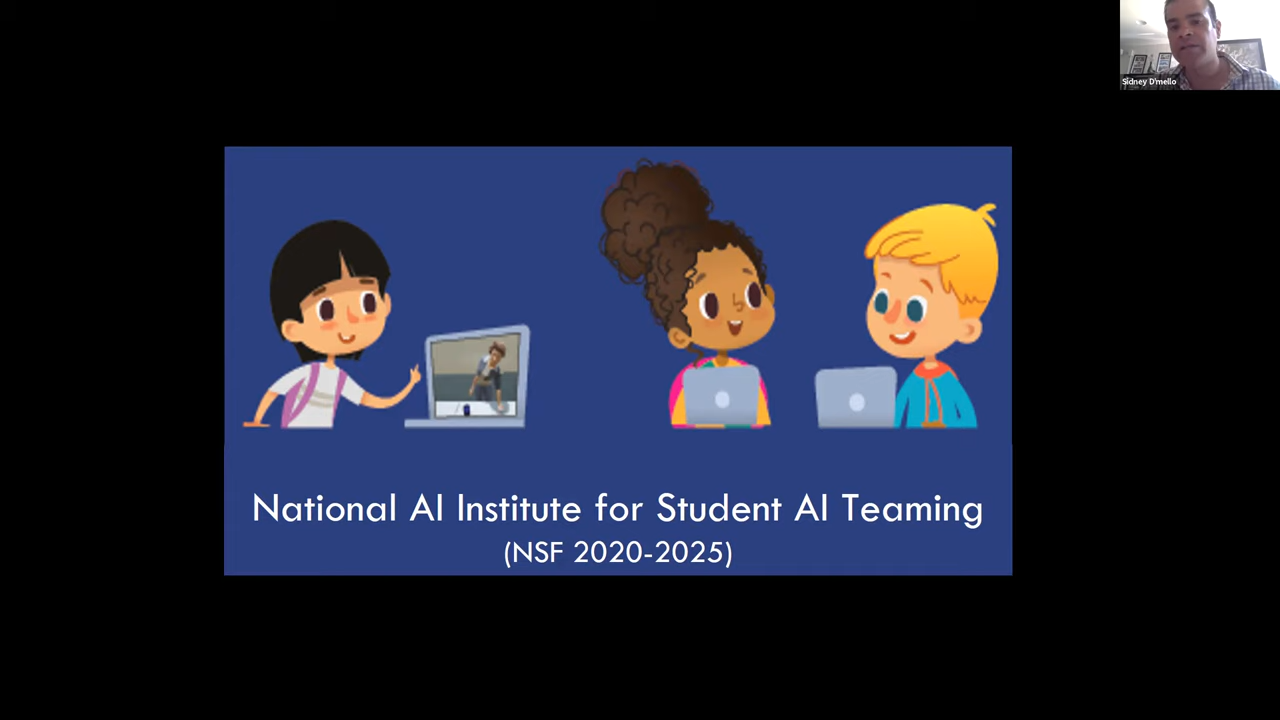 Sidney D'mello
National AI Institute for Student AI Teaming
(NSF 2020-2025)